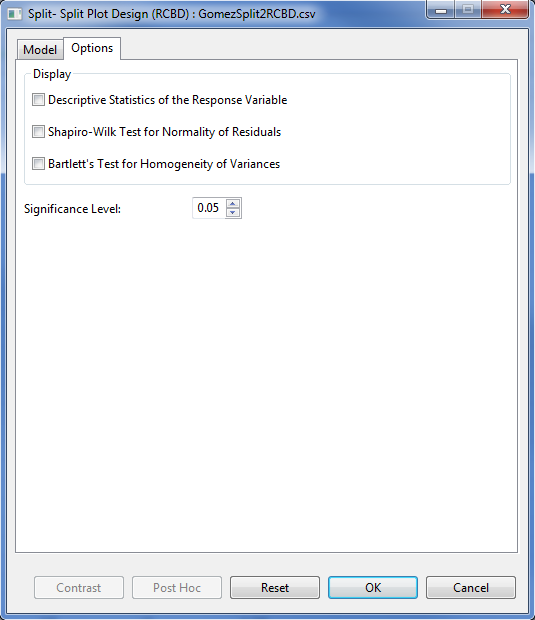 Split- Split Plot Design (RCBD) : GomezSplit2RCBD.csv
Model Options
Display
Descriptive Statistics of the Response Variable
Shapiro-Wilk Test for Normality of Residuals
Bartlett's Test for Homogeneity of Variances
Significance Level: 0.05
Contrast Post Hoc Reset OK Cancel